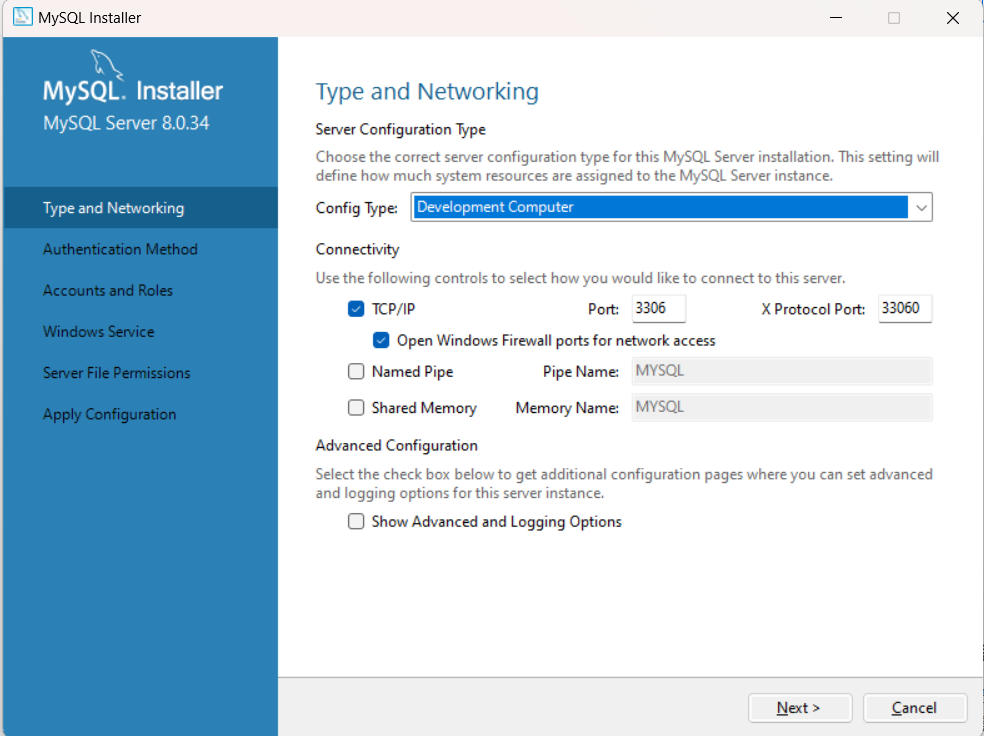 MySQL Installer
MySQL. Installer
MySQL Server 8.0.34
Type and Networking
Authentication Method
Accounts and Roles
Windows Service
Server File Permissions
Apply Configuration
Type and Networking
Server Configuration Type
Choose the correct server configuration type for this MySQL Server installation. This setting will
define how much system resources are assigned to the MySQL Server instance.
Config Type: Development Computer
Connectivity
Use the following controls to select how you would like to connect to this server.
TCP/IP Port: 3306 X Protocol Port: 33060
Open Windows Firewall ports for network access
Named Pipe Pipe Name: MYSQL
Shared Memory Memory Name: MYSQL
Advanced Configuration
Select the check box below to get additional configuration pages where you can set advanced
and logging options for this server instance.
Show Advanced and Logging Options
Next > Cancel